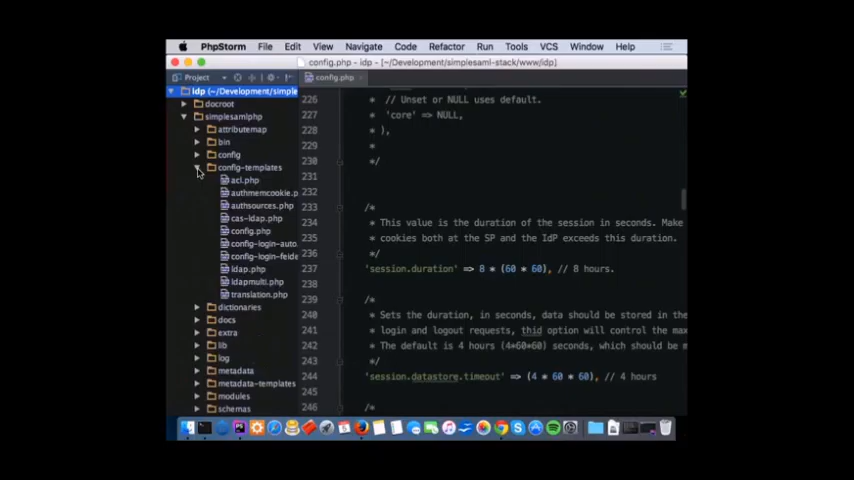 PhpStorm File Edit View Navigate Code Refactor Run Tools VCS Window Help
config.php - idp - [~/Development/simplesaml-stack/www/idp]
Project
config.php
idp (~/Development/simple
docroot
simplesamlphp
attributemap
bin
config
config-templates
acl.php
authmemcookie.p
authsources.php
cas-ldap.php
config.php
config-login-auto.
config-login-feide
ldap.php
ldapmulti.php
translation.php
dictionaries
docs
extra
lib
log
metadata
metadata-templates
modules
schemas
226 * // Unset or NULL uses default.
227 * 'core' => NULL,
228 * ),
229 *
230 */
231
232
233 /*
234 * This value is the duration of the session in seconds. Make
235 * cookies both at the SP and the IdP exceeds this duration.
236 */
237 'session.duration' => 8 * (60 * 60), // 8 hours.
238
239 /*
240 * Sets the duration, in seconds, data should be stored in the
241 * login and logout requests, thid option will control the max
242 * The default is 4 hours (4*60*60) seconds, which should be m
243 */
244 'session.datastore.timeout' => (4 * 60 * 60), // 4 hours
245
246 /*